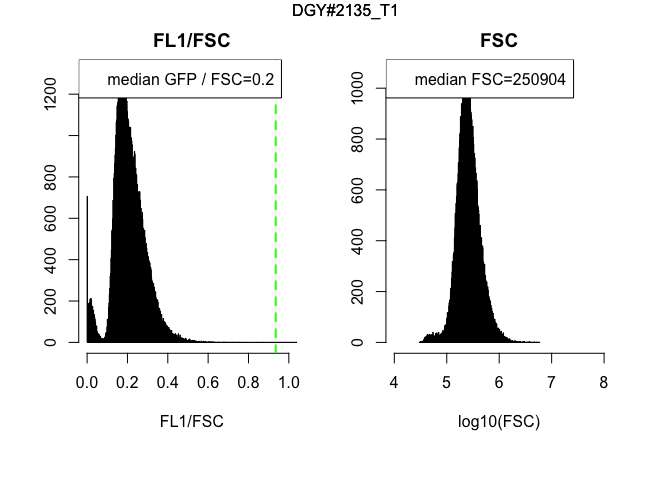 DGY#2135_T1
FL1/FSC
median GFP / FSC=0.2
1200
800
600
400
200
0
0.0 0.2 0.4 0.6 0.8 1.0
FL1/FSC
FSC
median FSC=250904
1000
800
600
400
200
0
4 5 6 7 8
log10(FSC)